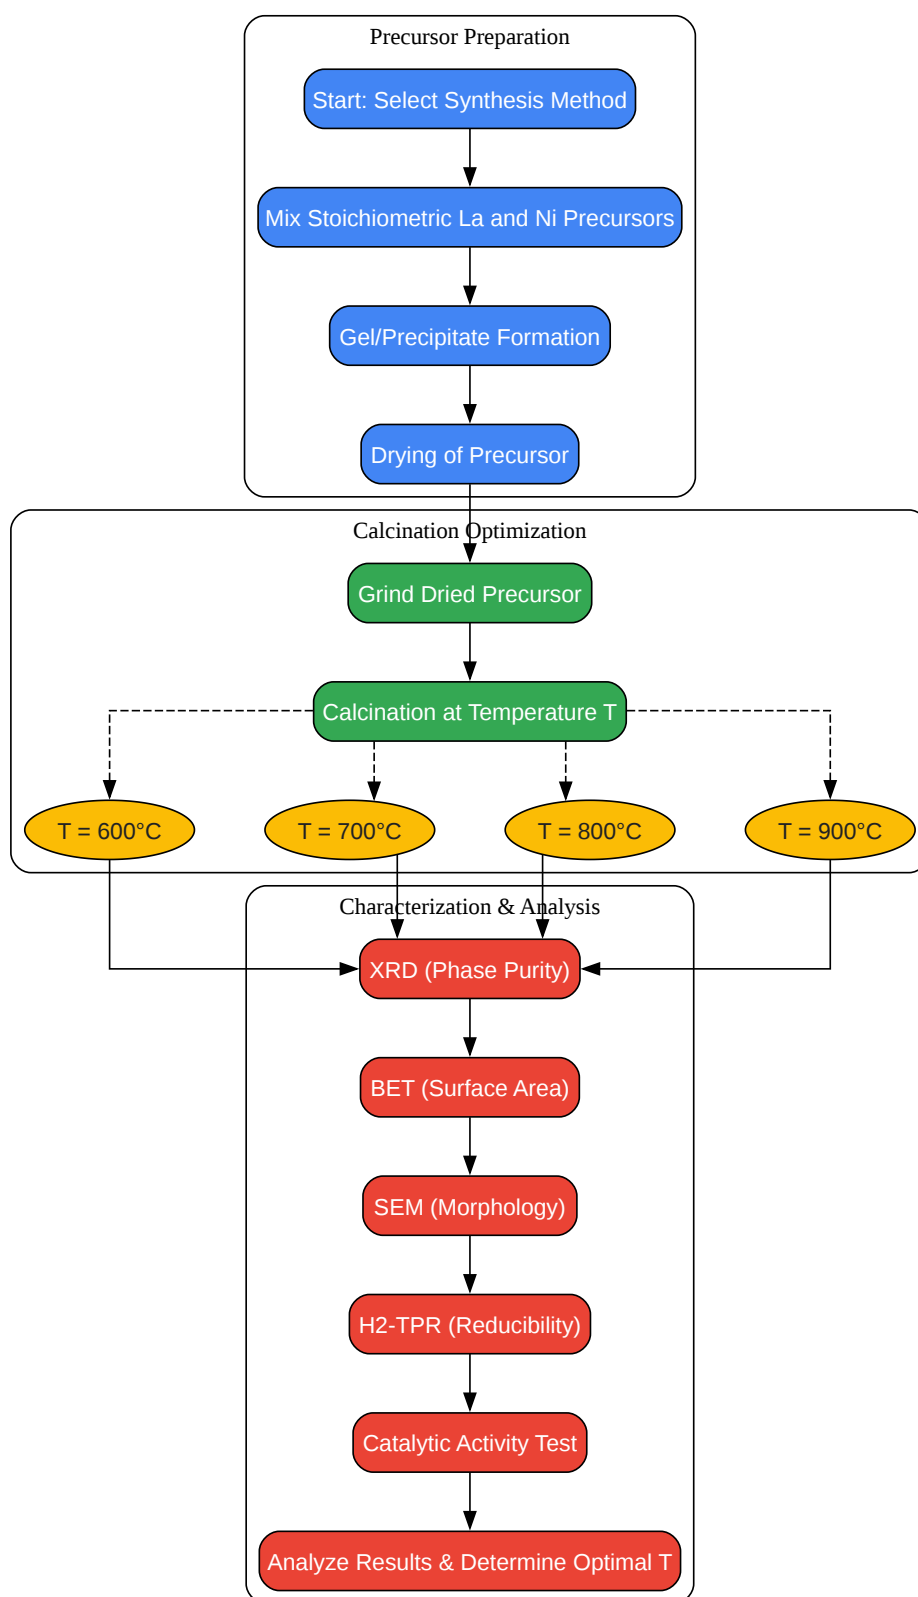 Precursor Preparation
Start: Select Synthesis Method
Mix Stoichiometric La and Ni Precursors
Gel/Precipitate Formation
Drying of Precursor
Calcination Optimization
Grind Dried Precursor
Calcination at Temperature T
T = 600°C
T = 700°C
T = 800°C
T = 900°C
Characterization & Analysis
XRD (Phase Purity)
BET (Surface Area)
SEM (Morphology)
H2-TPR (Reducibility)
Catalytic Activity Test
Analyze Results & Determine Optimal T